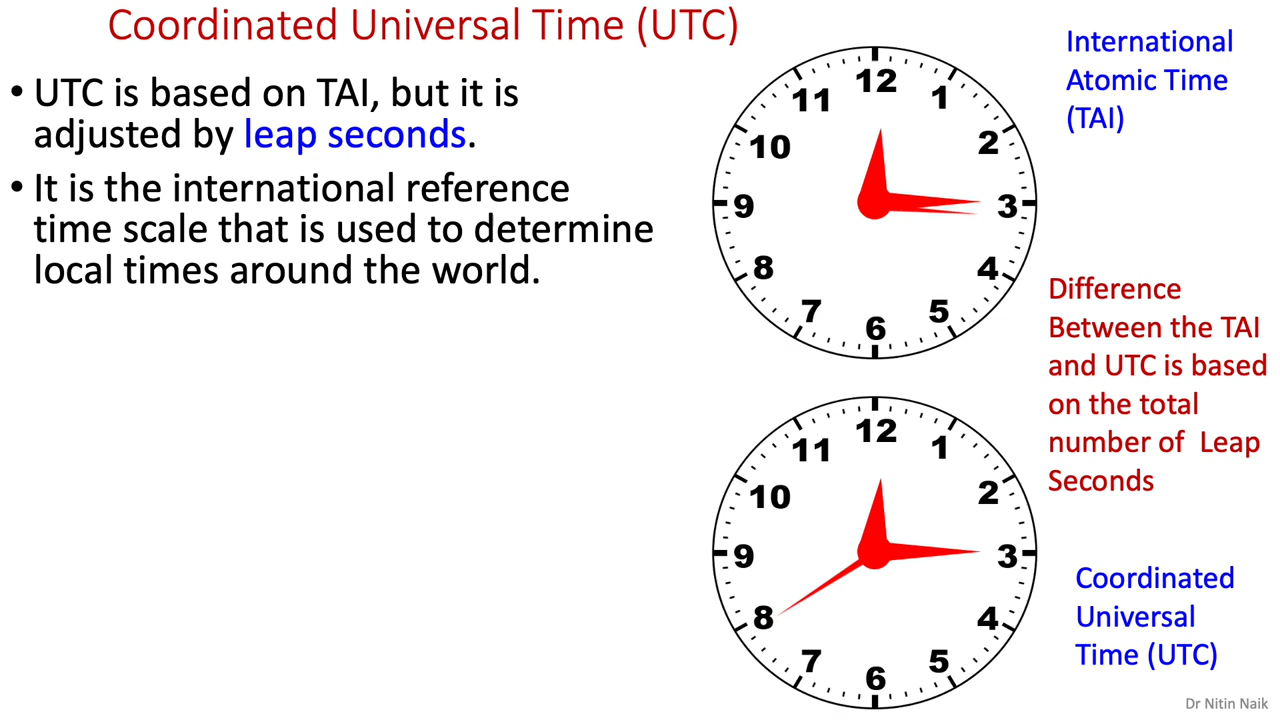 Coordinated Universal Time (UTC)
• UTC is based on TAI, but it is
adjusted by leap seconds.
• It is the international reference
time scale that is used to determine
local times around the world.
International
Atomic Time
(TAI)
12
1
2
3
4
5
6
7
8
9
10
11
Difference
Between the TAI
and UTC is based
on the total
number of Leap
Seconds
12
1
2
3
4
5
6
7
8
9
10
11
Coordinated
Universal
Time (UTC)
Dr Nitin Naik